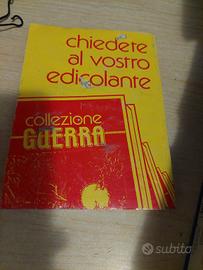 chiedete
al vostro
edicolante
collezione
GUERRA
subito